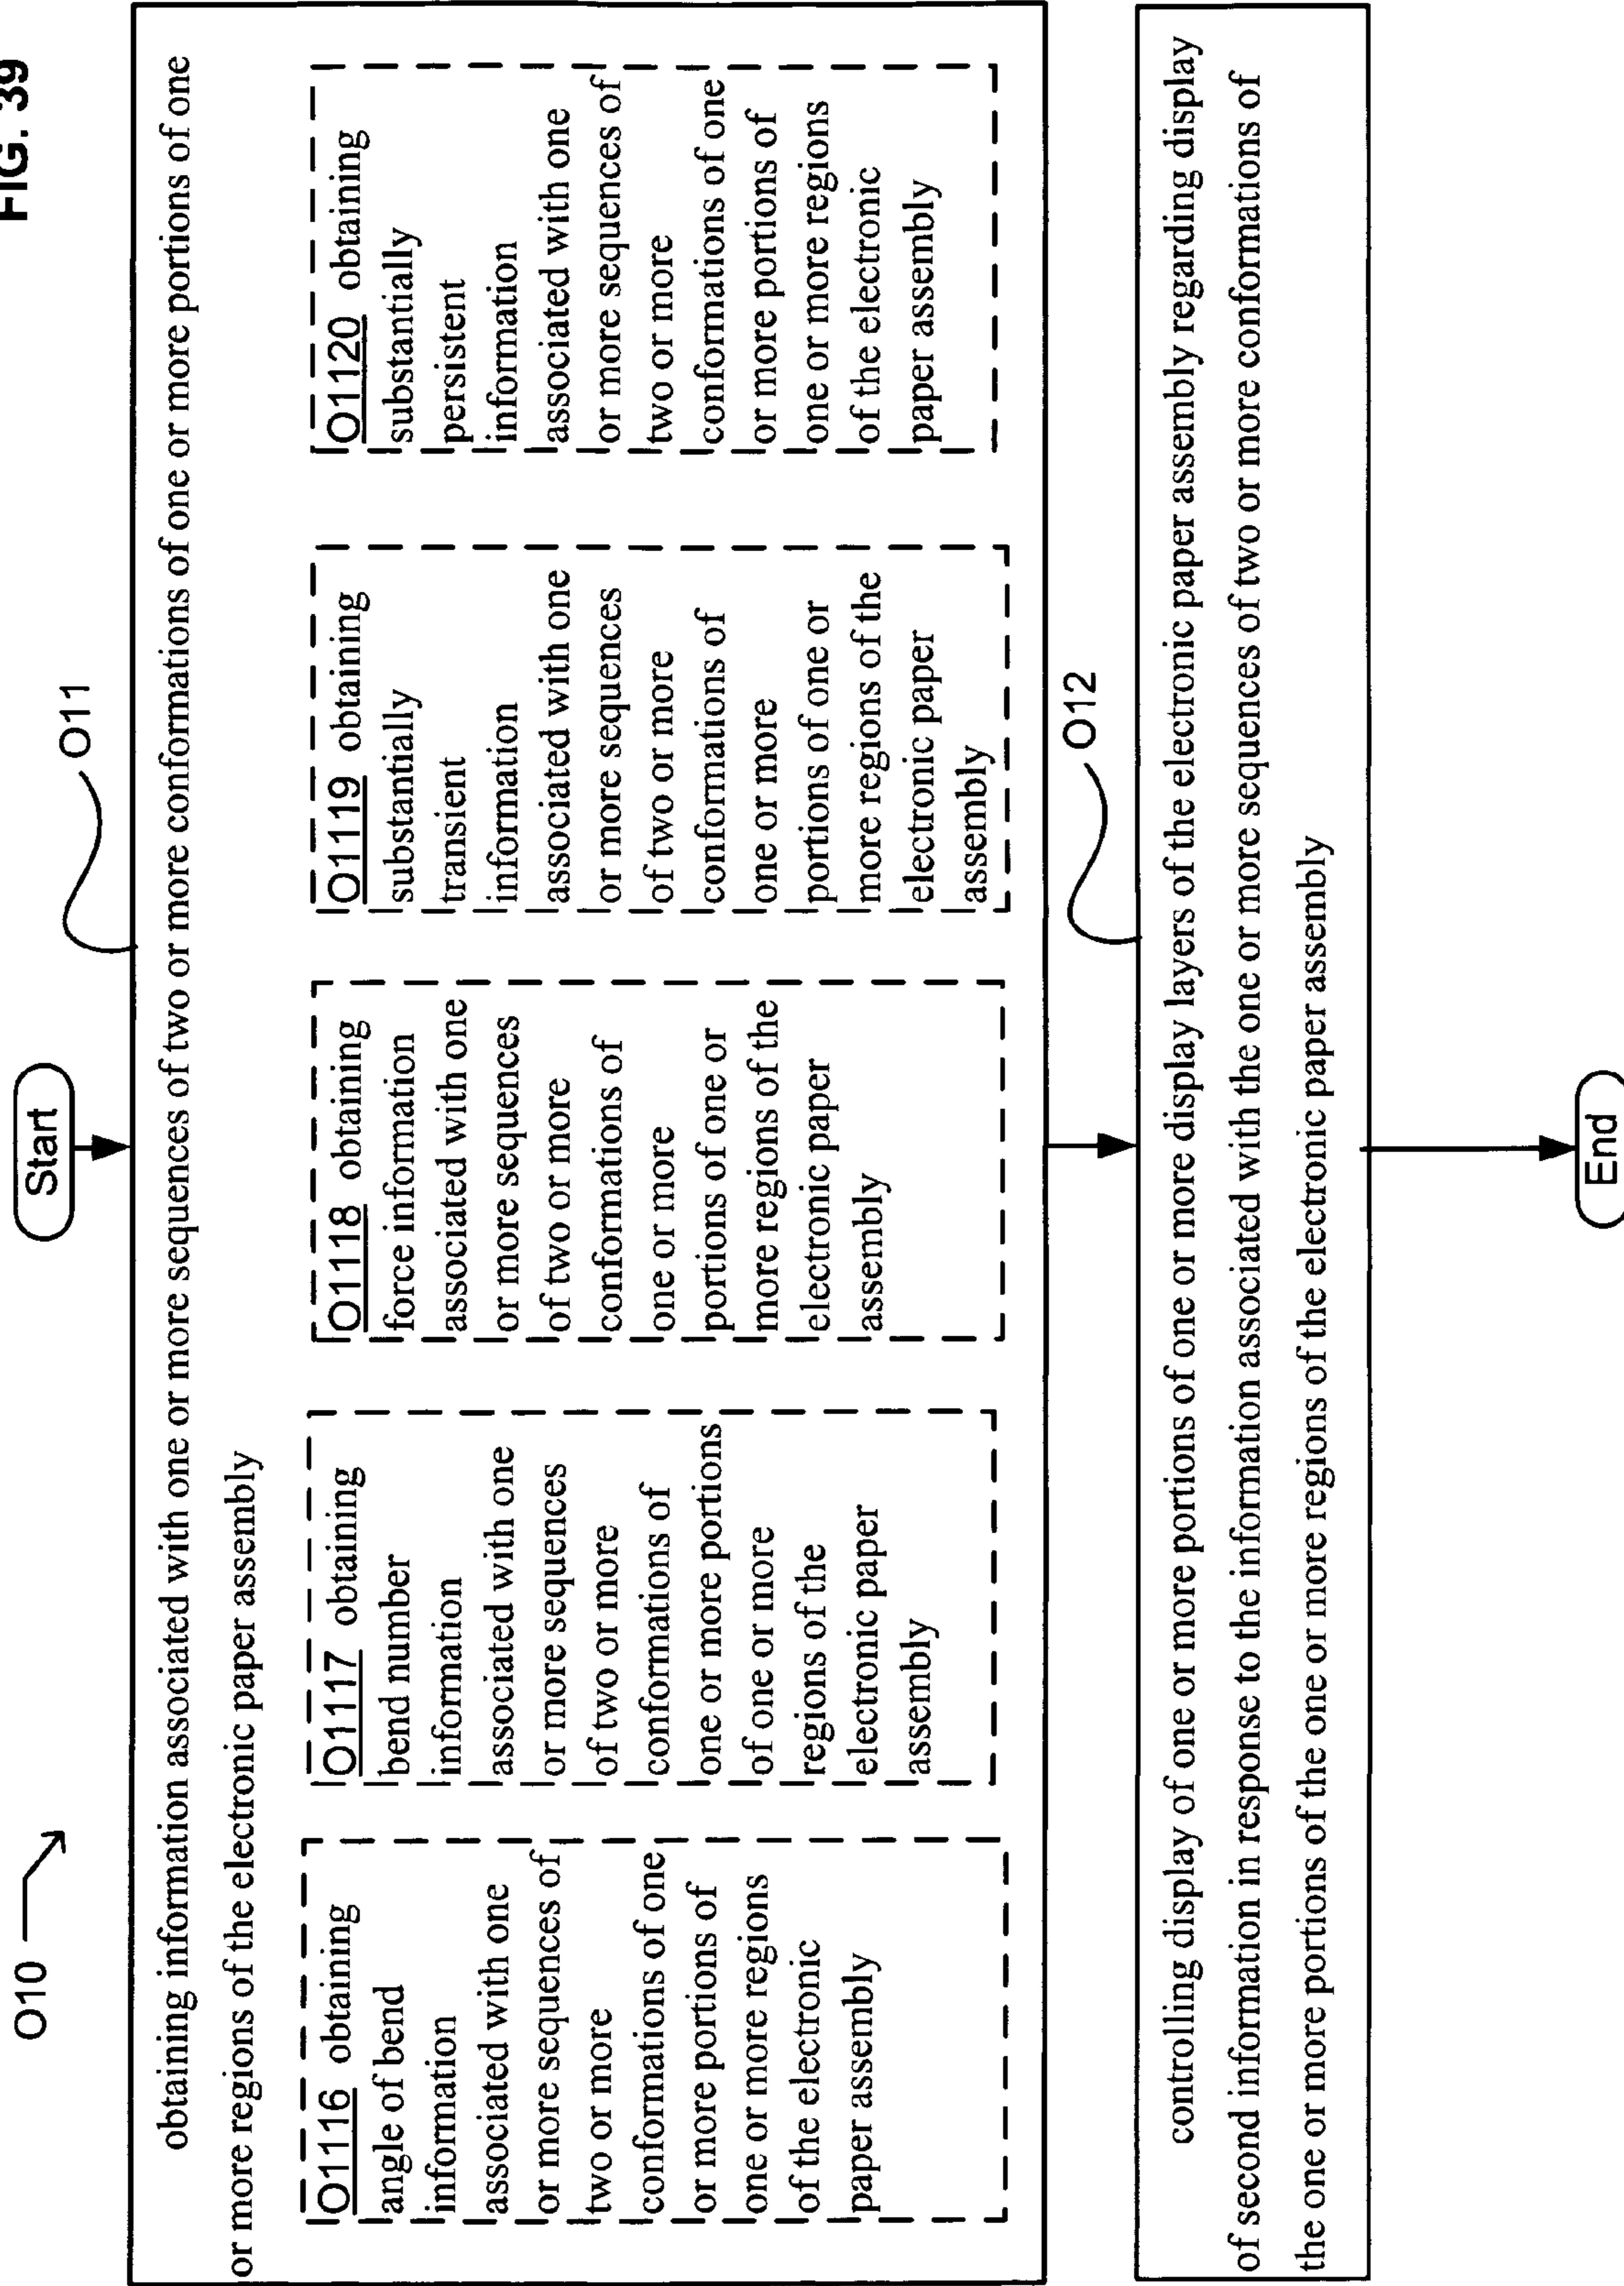 FIG. 39
O10
Start
O11
obtaining information associated with one or more sequences of two or more conformations of one or more portions of one
or more regions of the electronic paper assembly
O1116 obtaining
angle of bend
information
associated with one
or more sequences of
two or more
conformations of one
or more portions of
one or more regions
of the electronic
paper assembly
O1117 obtaining
bend number
information
associated with one
or more sequences
of two or more
conformations of
one or more portions
of one or more
regions of the
electronic paper
assembly
O1118 obtaining
force information
associated with one
or more sequences
of two or more
conformations of
one or more
portions of one or
more regions of the
electronic paper
assembly
O1119 obtaining
substantially
transient
information
associated with one
or more sequences
of two or more
conformations of
one or more
portions of one or
more regions of the
electronic paper
assembly
O1120 obtaining
substantially
persistent
information
associated with one
or more sequences of
two or more
conformations of one
or more portions of
one or more regions
of the electronic
paper assembly
O12
controlling display of one or more portions of one or more display layers of the electronic paper assembly regarding display
of second information in response to the information associated with the one or more sequences of two or more conformations of
the one or more portions of the one or more regions of the electronic paper assembly
End